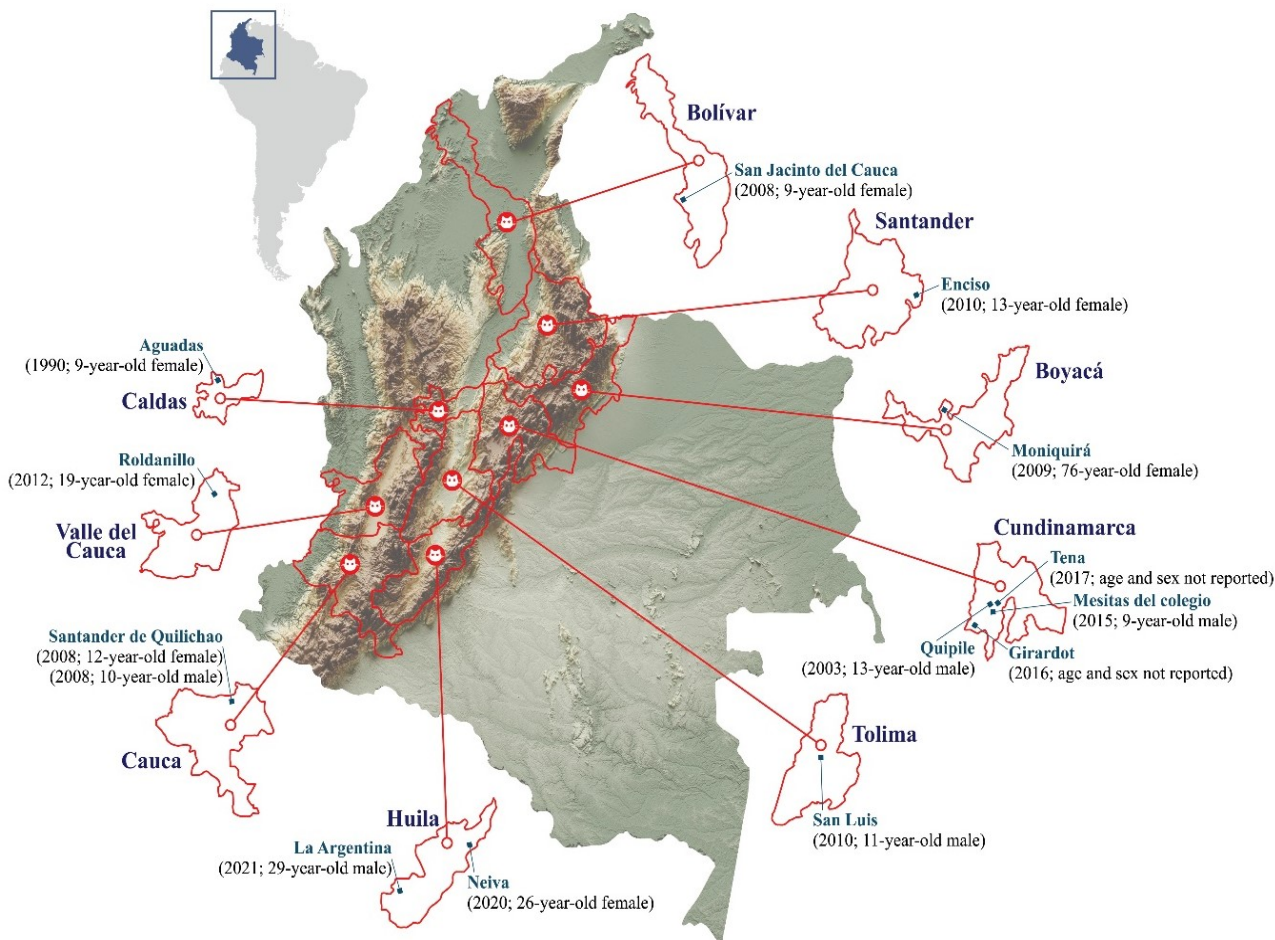 Bolívar
San Jacinto del Cauca
(2008; 9-year-old female)
Santander
Enciso
(2010; 13-year-old female)
Aguadas
(1990; 9-year-old female)
Caldas
Boyacá
Moniquirá
(2009; 76-year-old female)
Roldanillo
(2012; 19-year-old female)
Valle del
Cauca
Cundinamarca
Tena
(2017; age and sex not reported)
Mesitas del colegio
(2015; 9-year-old male)
Quipile
(2003; 13-year-old male)
Girardot
(2016; age and sex not reported)
Santander de Quilichao
(2008; 12-year-old female)
(2008; 10-year-old male)
Cauca
Tolima
San Luis
(2010; 11-year-old male)
Huila
La Argentina
(2021; 29-year-old male)
Neiva
(2020; 26-year-old female)